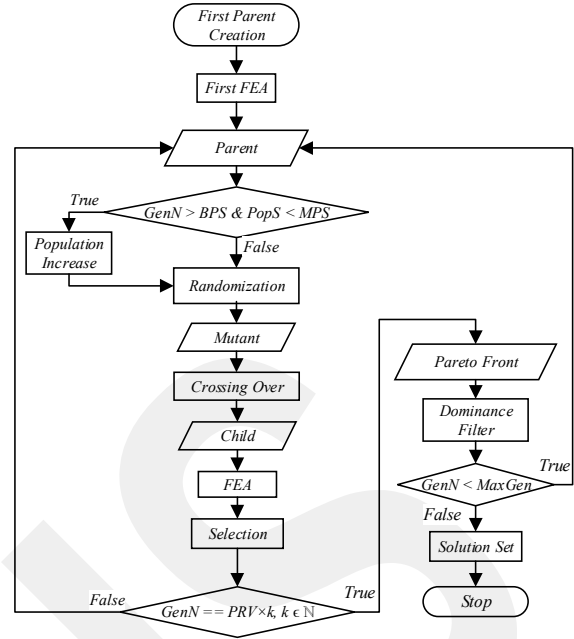 First Parent
Creation
First FEA
Parent
True
GenN > BPS & PopS < MPS
Population
Increase
False
Randomization
Mutant
Crossing Over
Child
FEA
Selection
False
GenN == PRV×k, k ϵ ℕ
True
Pareto Front
Dominance
Filter
True
GenN < MaxGen
False
Solution Set
Stop